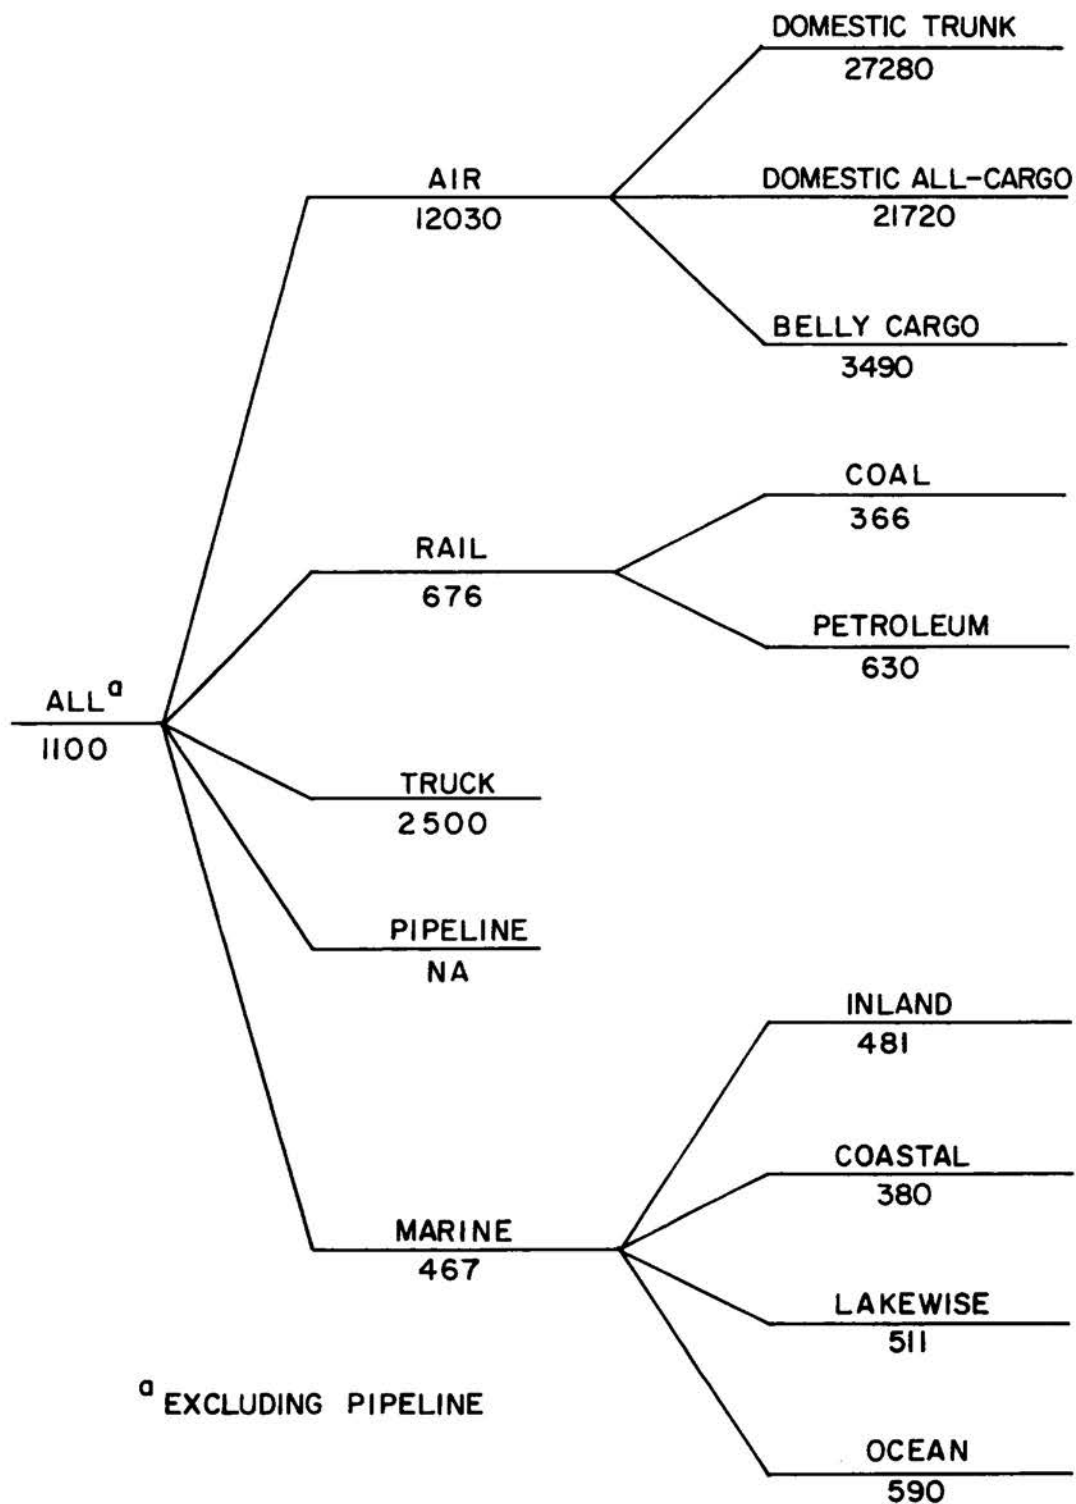 DOMESTIC TRUNK
27280
AIR
12030
DOMESTIC ALL-CARGO
21720
BELLY CARGO
3490
COAL
366
RAIL
676
PETROLEUM
630
ALL a
1100
TRUCK
2500
PIPELINE
NA
INLAND
481
COASTAL
380
MARINE
467
LAKEWISE
511
a EXCLUDING PIPELINE
OCEAN
590